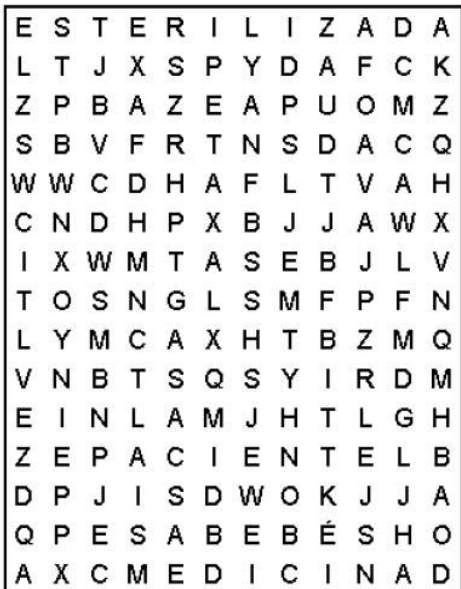 E S T E R I L I Z A D A
L T J X S P Y D A F C K
Z P B A Z E A P U O M Z
S B V F R T N S D A C Q
W W C D H A F L T V A H
C N D H P X B J J A W X
I X W M T A S E B J L V
T O S N G L S M F P F N
L Y M C A X H T B Z M Q
V N B T S Q S Y I R D M
E I N L A M J H T L G H
Z E P A C I E N T E L B
D P J I S D W O K J J A
Q P E S A B E B É S H O
A X C M E D I C I N A D